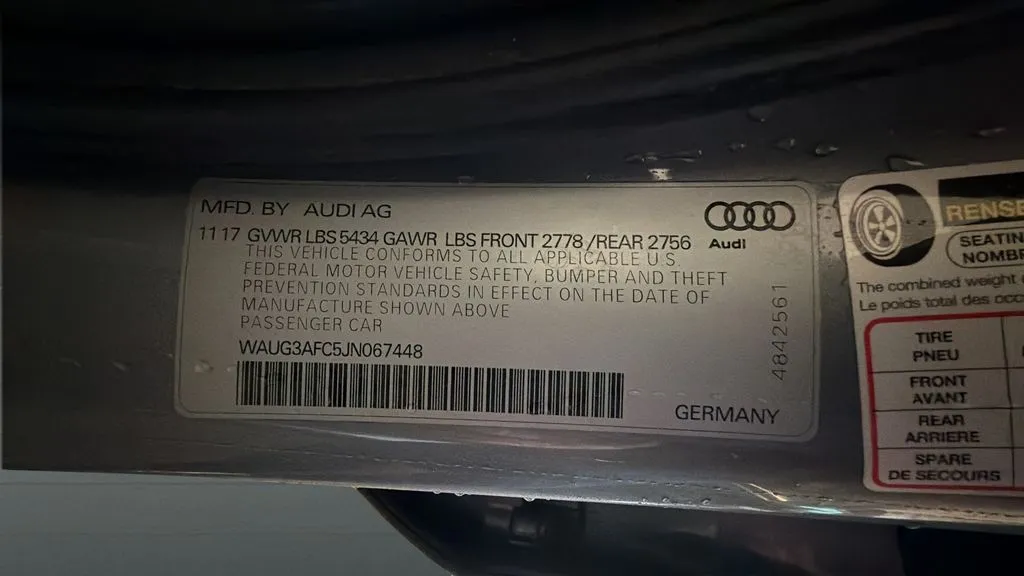 MFD. BY AUDI AG
Audi
11 17 GVWR LBS 5434 GAWR LBS FRONT 2778/REAR 2756
THIS VEHICLE CONFORMS TO ALL APPLICABLE U.S.
FEDERAL MOTOR VEHICLE SAFETY, BUMPER AND THEFT
PREVENTION STANDARDS IN EFFECT ON THE DATE OF
MANUFACTURE SHOWN ABOVE
PASSENGER CAR
WAUG3AFC5JN067448
4842561
GERMANY
RENSE
SEATIN
NOMBR
The combined weight
Le poids total des occ
TIRE
PNEU
FRONT
AVANT
REAR
ARRIERE
SPARE
DE SECOURS